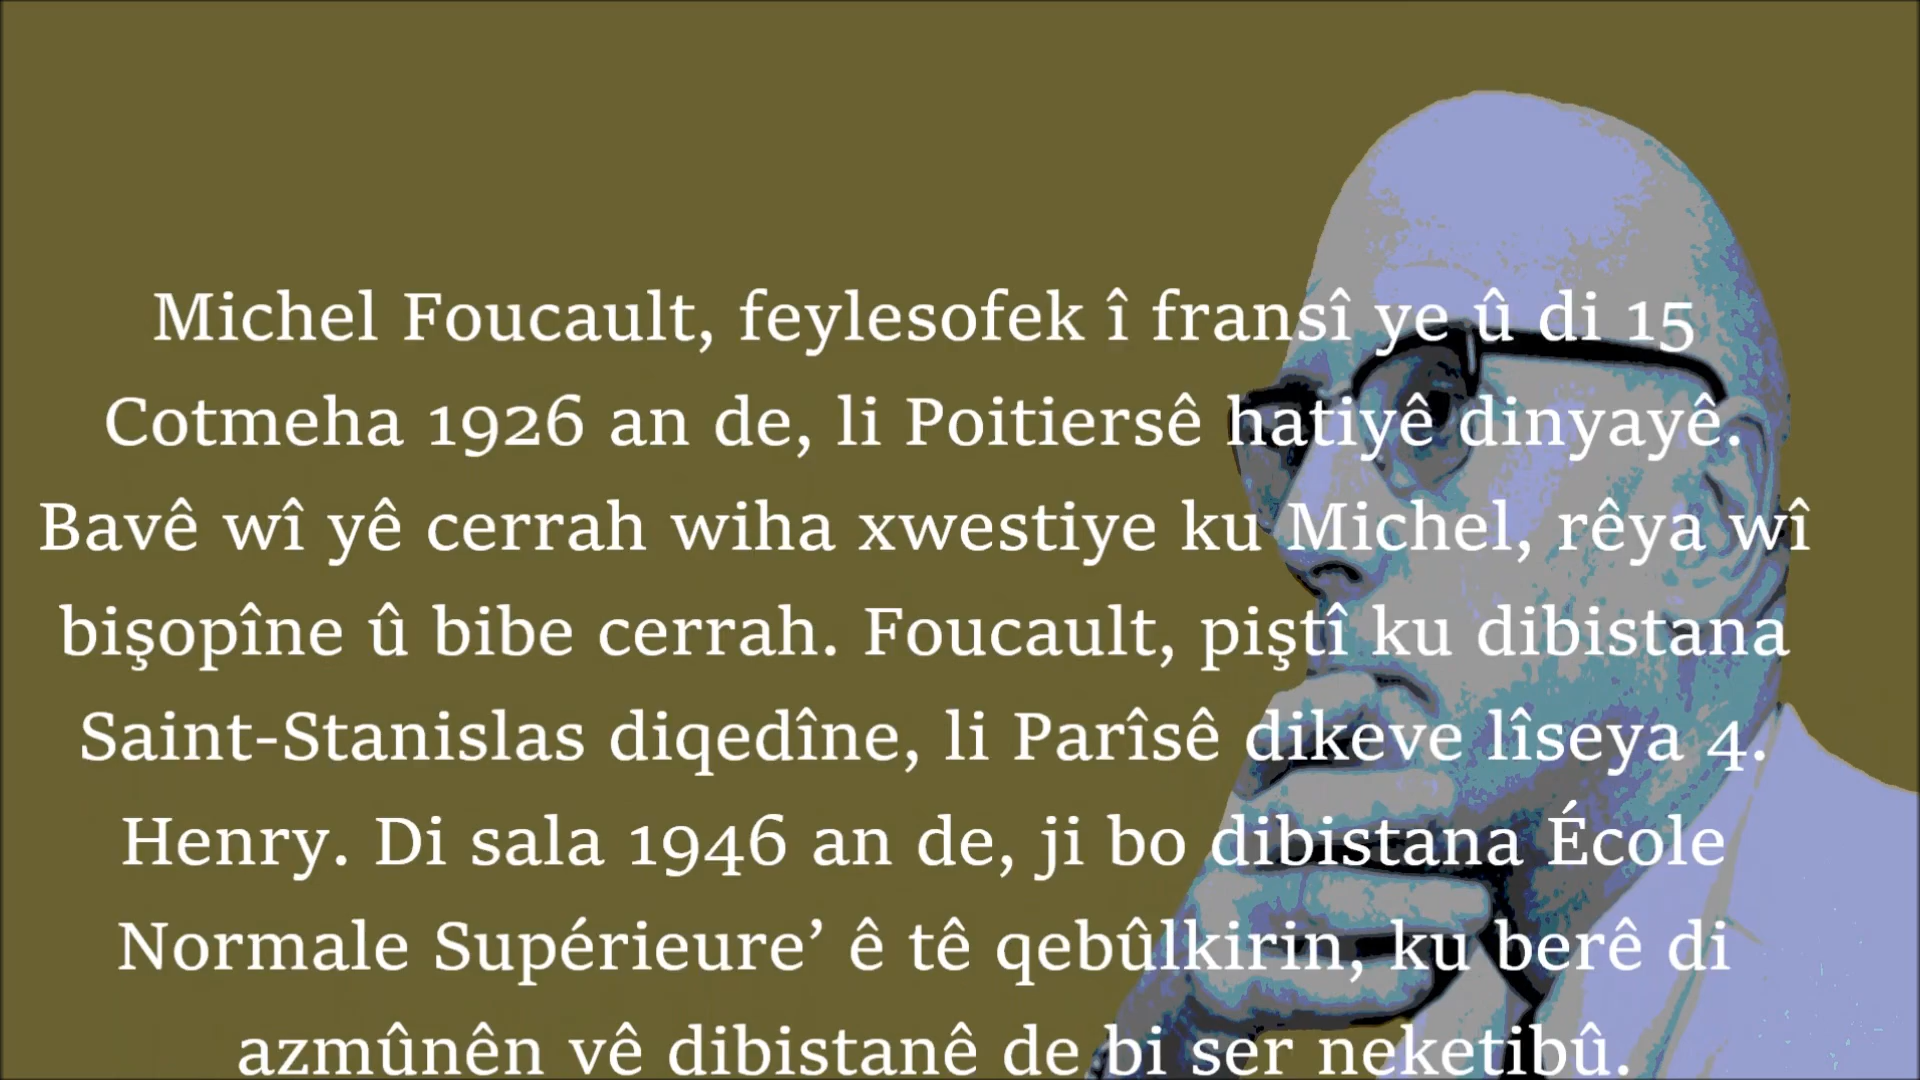 Michel Foucault, feylesofek î fransî ye û di 15
Cotmeha 1926 an de, li Poitiersê hatiyê dinyayê.
Bavê wî yê cerrah wiha xwestiye ku Michel, rêya wî
bişopîne û bibe cerrah. Foucault, piştî ku dibistana
Saint-Stanislas diqedîne, li Parîsê dikeve lîseya 4.
Henry. Di sala 1946 an de, ji bo dibistana École
Normale Supérieure’ ê tê qebûlkirin, ku berê di
azmûnên vê dibistanê de bi ser neketibû.